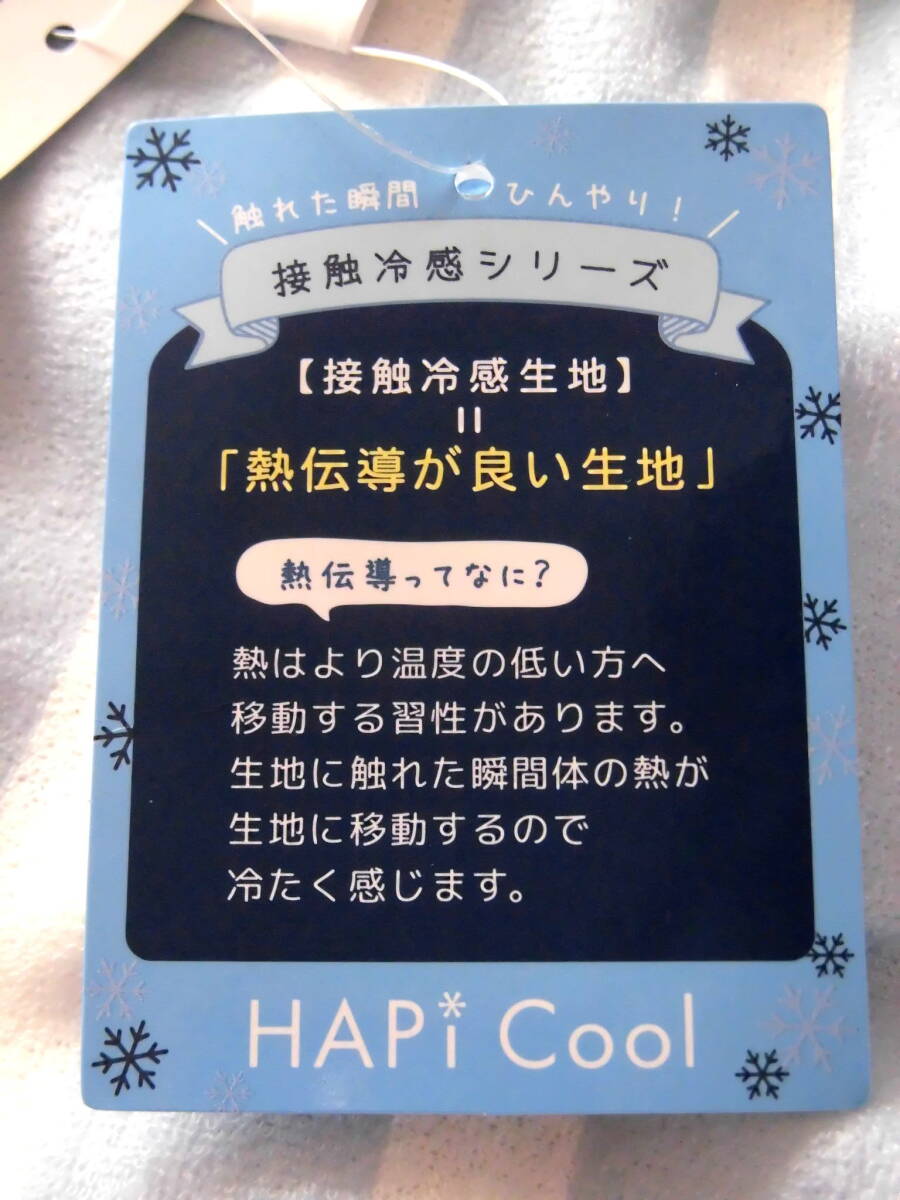 触れた瞬間 ひんやり!
接触冷感シリーズ
【接触冷感生地】
=
「熱伝導が良い生地」
熱伝導ってなに?
熱はより温度の低い方へ
移動する習性があります。
生地に触れた瞬間体の熱が
生地に移動するので
冷たく感じます。
HAPi Cool